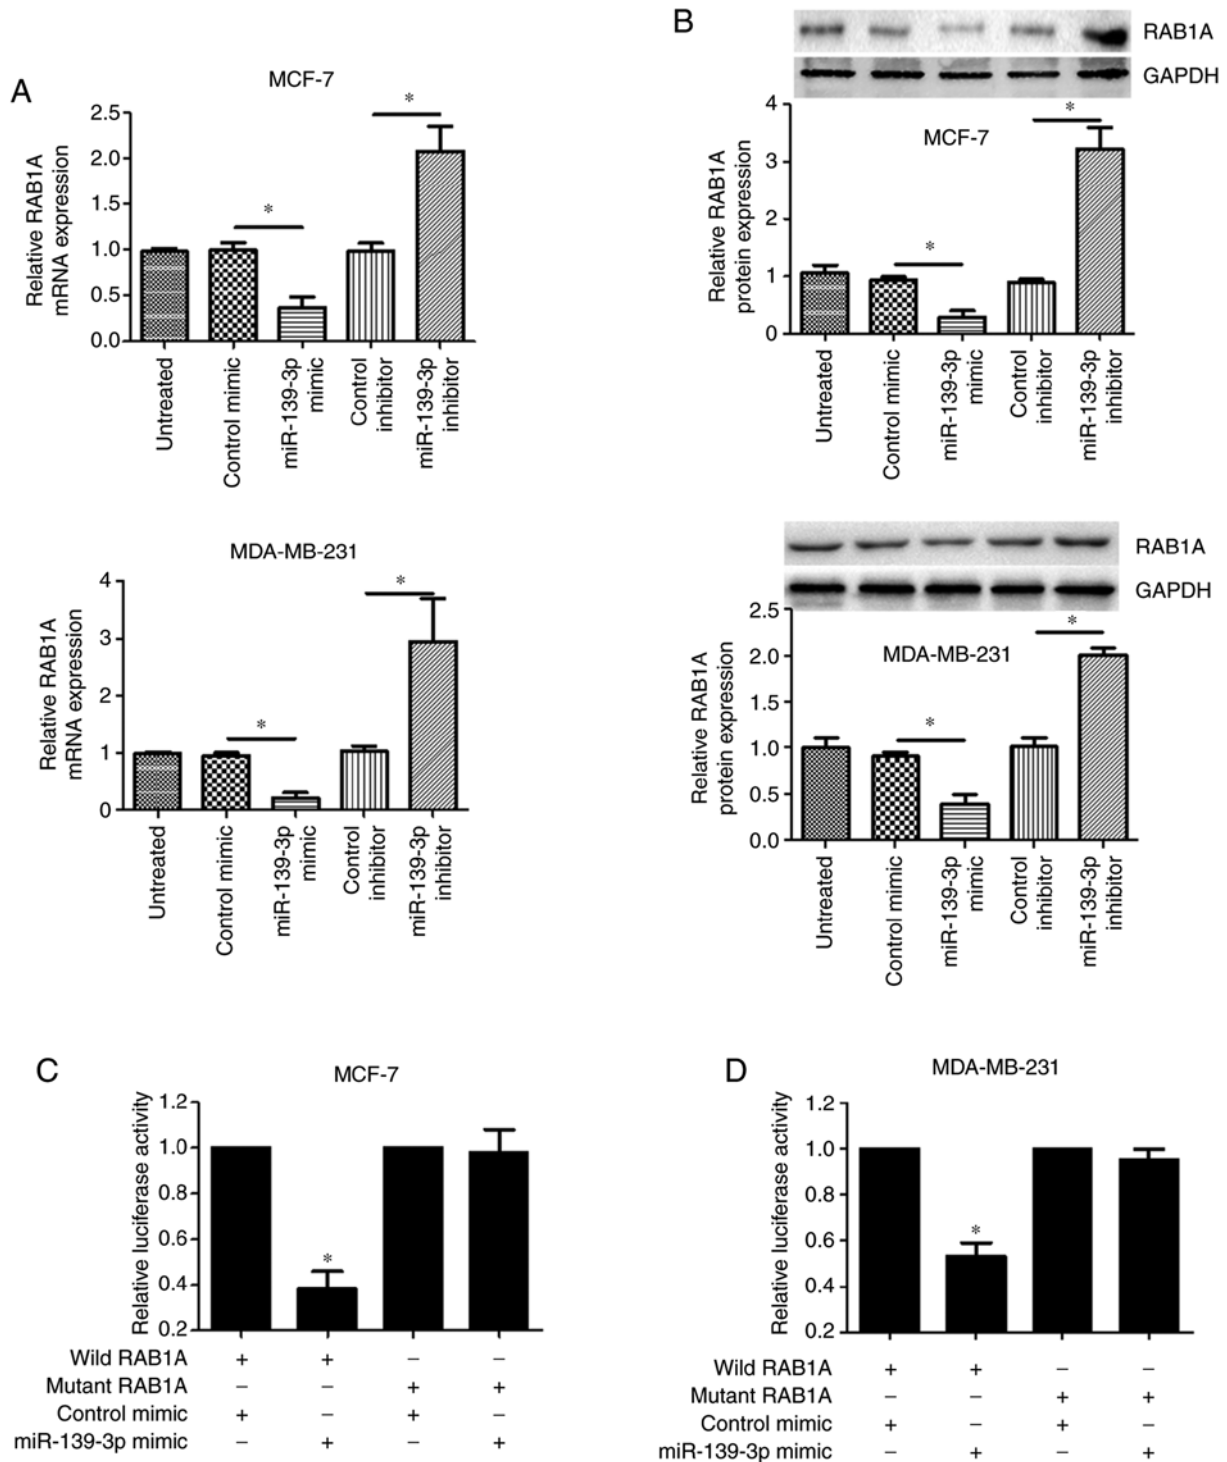 A
MCF-7
Relative RAB1A
mRNA expression
2.5
2.0
1.5
1.0
0.5
0.0
*
*
Untreated
Control mimic
miR-139-3p
mimic
Control
inhibitor
miR-139-3p
inhibitor
MDA-MB-231
Relative RAB1A
mRNA expression
4
3
2
1
0
*
*
Untreated
Control mimic
miR-139-3p
mimic
Control
inhibitor
miR-139-3p
inhibitor
B
RAB1A
GAPDH
MCF-7
Relative RAB1A
protein expression
4
3
2
1
0
*
*
Untreated
Control mimic
miR-139-3p
mimic
Control
inhibitor
miR-139-3p
inhibitor
RAB1A
GAPDH
MDA-MB-231
Relative RAB1A
protein expression
2.5
2.0
1.5
1.0
0.5
0.0
*
*
Untreated
Control mimic
miR-139-3p
mimic
Control
inhibitor
miR-139-3p
inhibitor
C
MCF-7
Relative luciferase activity
1.2
1.0
0.8
0.6
0.4
0.2
*
Wild RAB1A + + – –
Mutant RAB1A – – + +
Control mimic + – + –
miR-139-3p mimic – + – +
D
MDA-MB-231
Relative luciferase activity
1.2
1.0
0.8
0.6
0.4
0.2
*
Wild RAB1A + + – –
Mutant RAB1A – – + +
Control mimic + – + –
miR-139-3p mimic – + – +